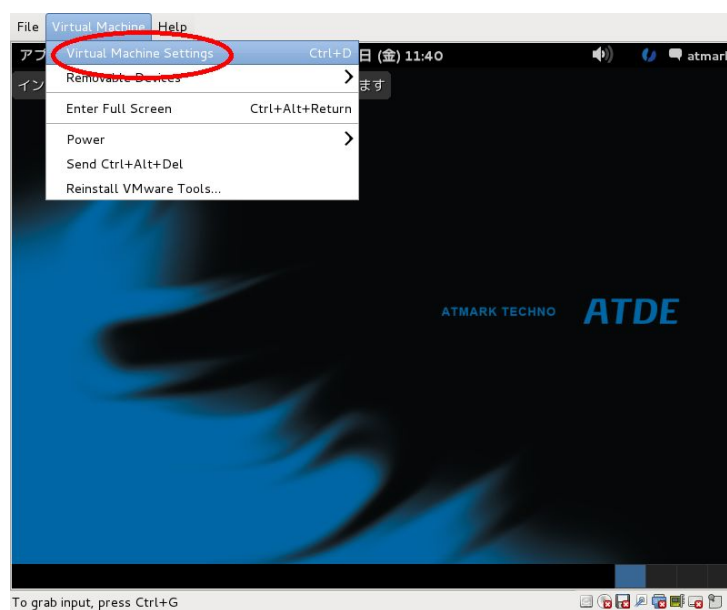 File Virtual Machine Help
アプ 日 (金) 11:40 atmark
Virtual Machine Settings Ctrl+D
イン ます
Removable Devices
Enter Full Screen Ctrl+Alt+Return
Power
Send Ctrl+Alt+Del
Reinstall VMware Tools...
ATMARK TECHNO ATDE
To grab input, press Ctrl+G